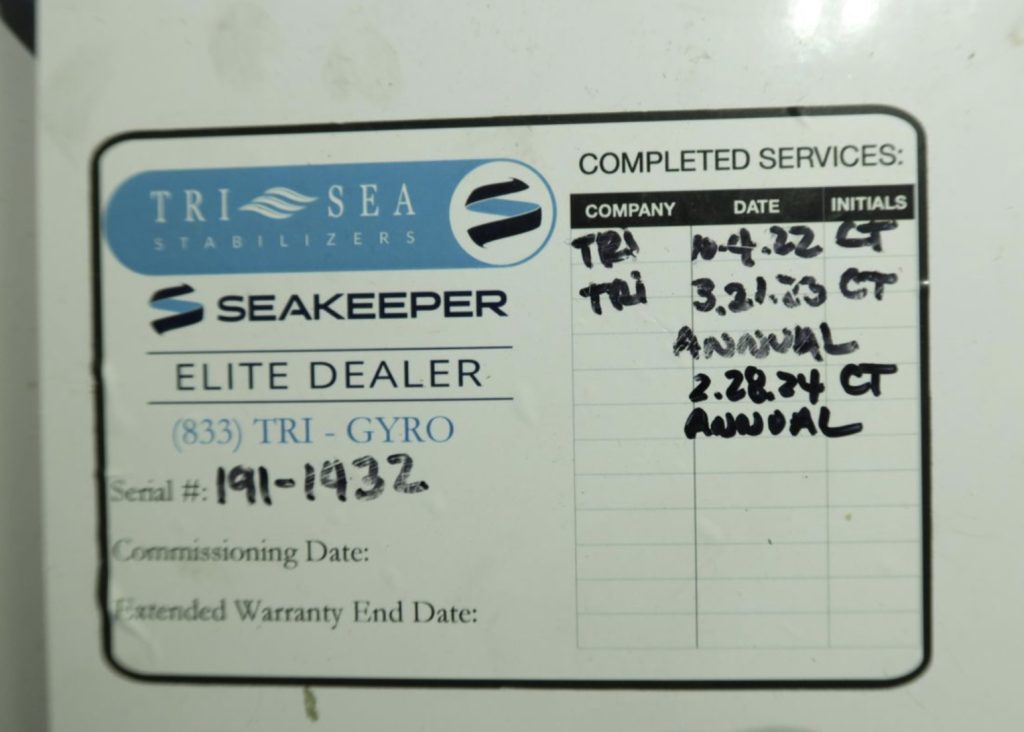 TRI SEA
STABILIZERS
SEAKEEPER
ELITE DEALER
(833) TRI - GYRO
Serial #: 191-1932
Commissioning Date:
Extended Warranty End Date:
COMPLETED SERVICES:
COMPANY DATE INITIALS
TRI 10.4.22 CT
TRI 3.21.23 CT
ANNUAL
2.28.24 CT
ANNUAL